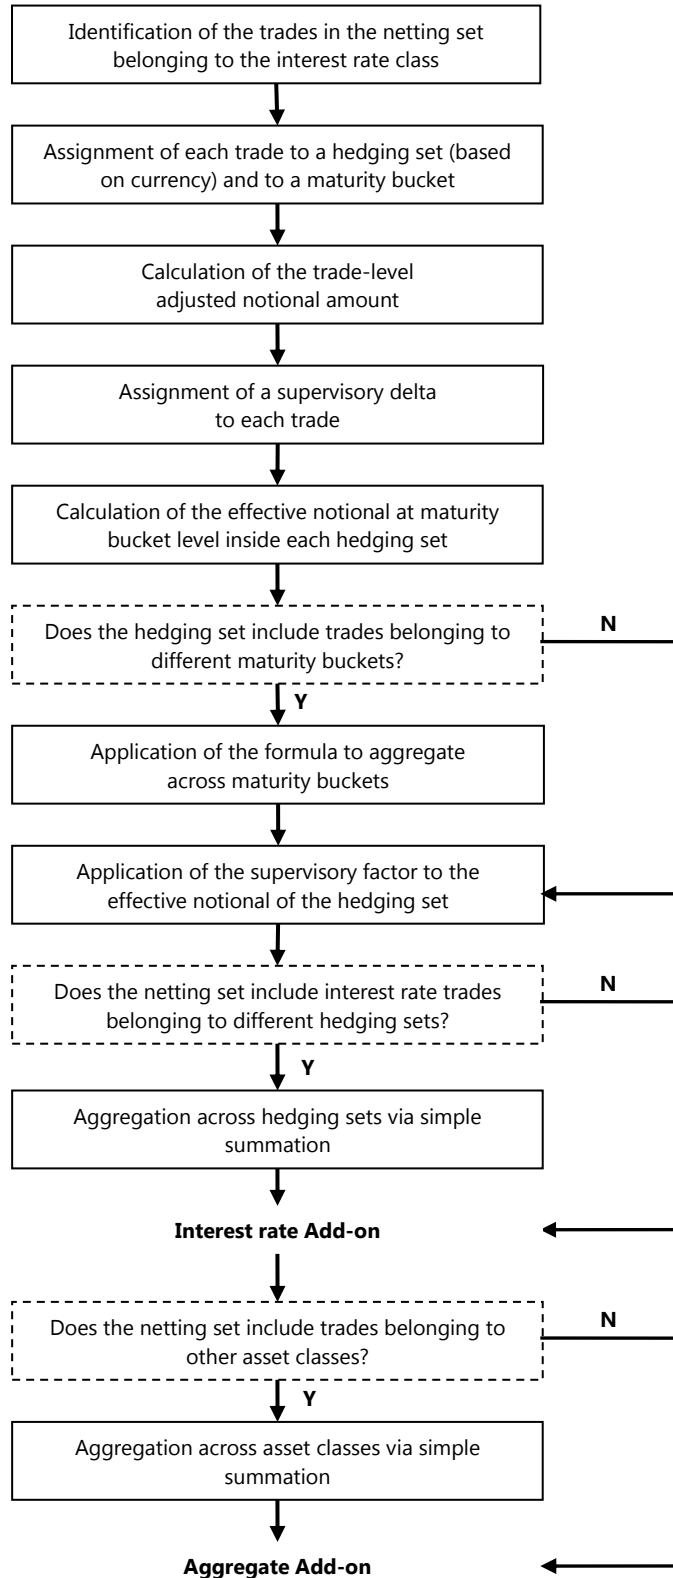 Identification of the trades in the netting set
belonging to the interest rate class
Assignment of each trade to a hedging set (based
on currency) and to a maturity bucket
Calculation of the trade-level
adjusted notional amount
Assignment of a supervisory delta
to each trade
Calculation of the effective notional at maturity
bucket level inside each hedging set
Does the hedging set include trades belonging to
different maturity buckets?
N
Y
Application of the formula to aggregate
across maturity buckets
Application of the supervisory factor to the
effective notional of the hedging set
Does the netting set include interest rate trades
belonging to different hedging sets?
N
Y
Aggregation across hedging sets via simple
summation
Interest rate Add-on
Does the netting set include trades belonging to
other asset classes?
N
Y
Aggregation across asset classes via simple
summation
Aggregate Add-on